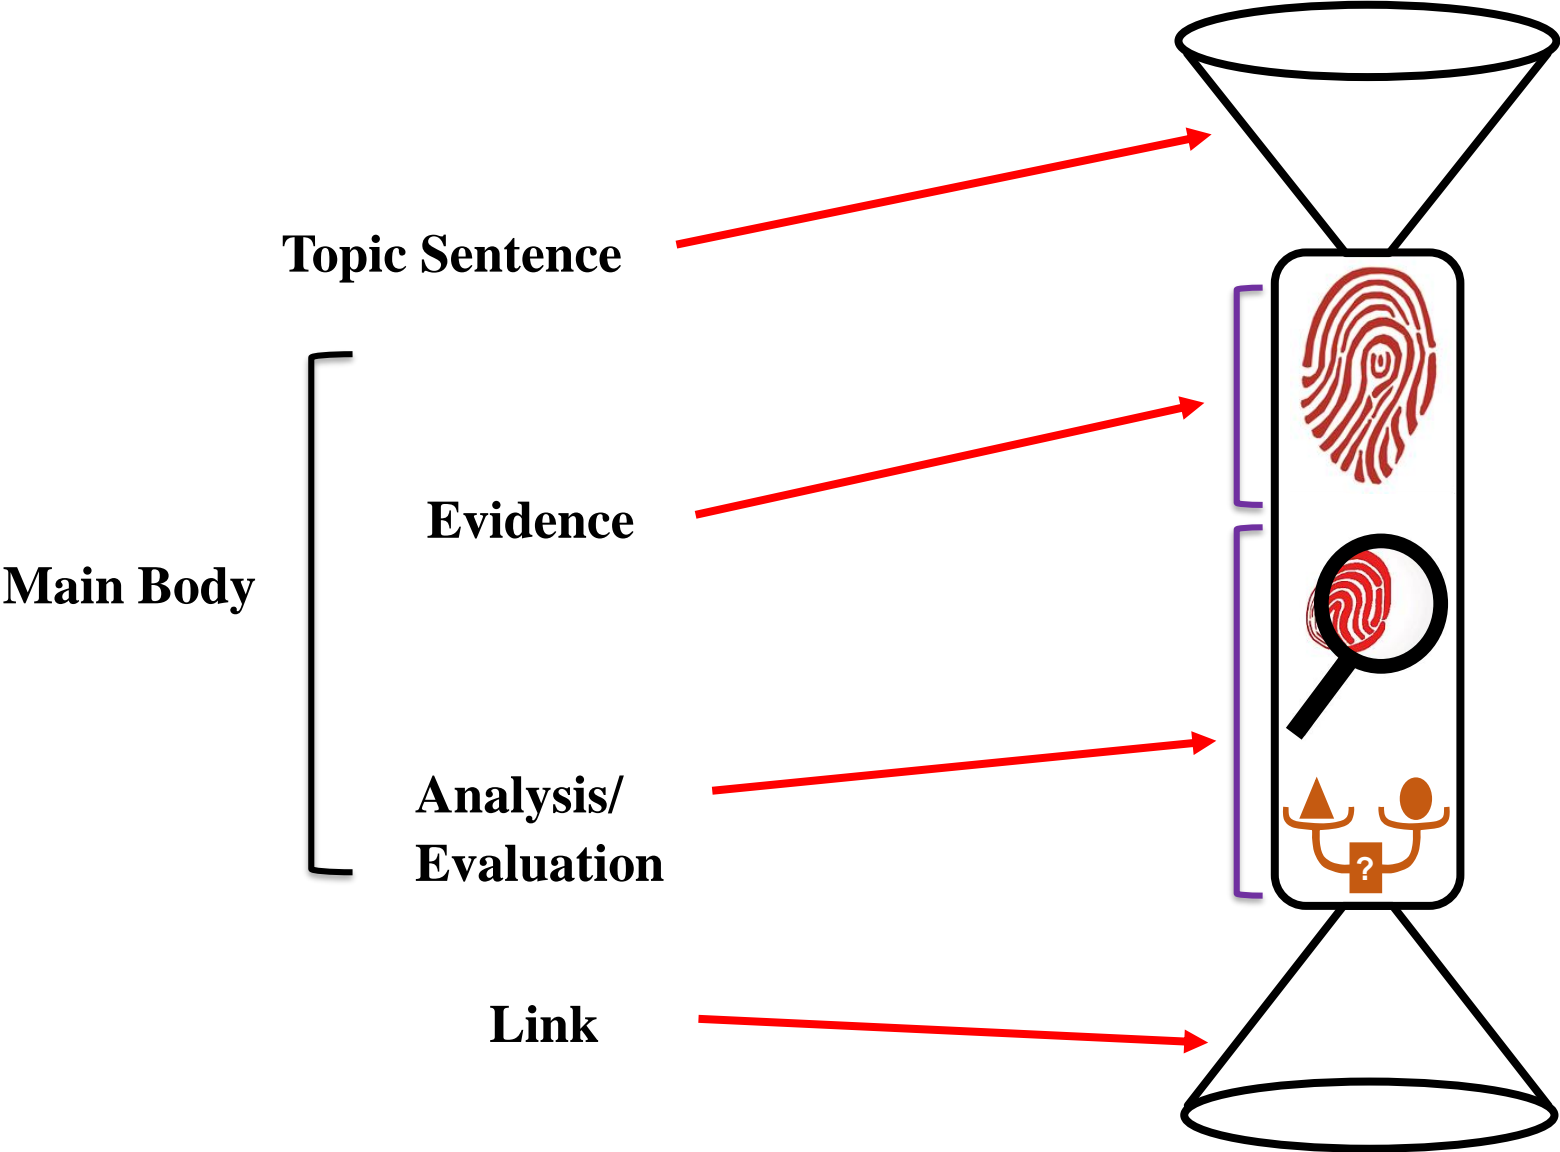 Topic Sentence
Evidence
Main Body
Analysis/
Evaluation
?
Link